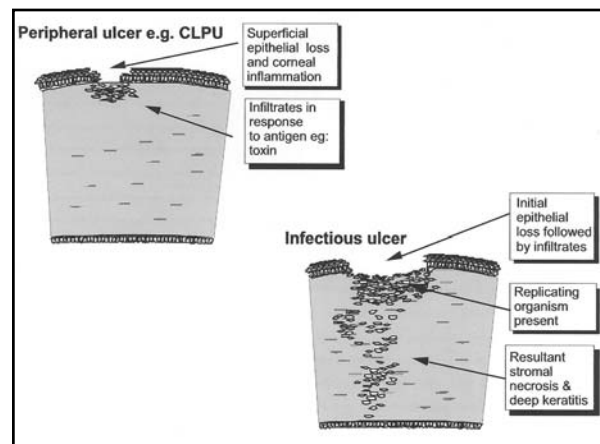 Peripheral ulcer e.g. CLPU
Superficial
epithelial loss
and corneal
inflammation
Infiltrates in
response
to antigen eg:
toxin
Infectious ulcer
Initial
epithelial
loss followed
by infiltrates
Replicating
organism
present
Resultant
stromal
necrosis &
deep keratitis